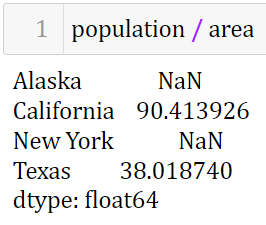 1 population / area
Alaska NaN
California 90.413926
New York NaN
Texas 38.018740
dtype: float64